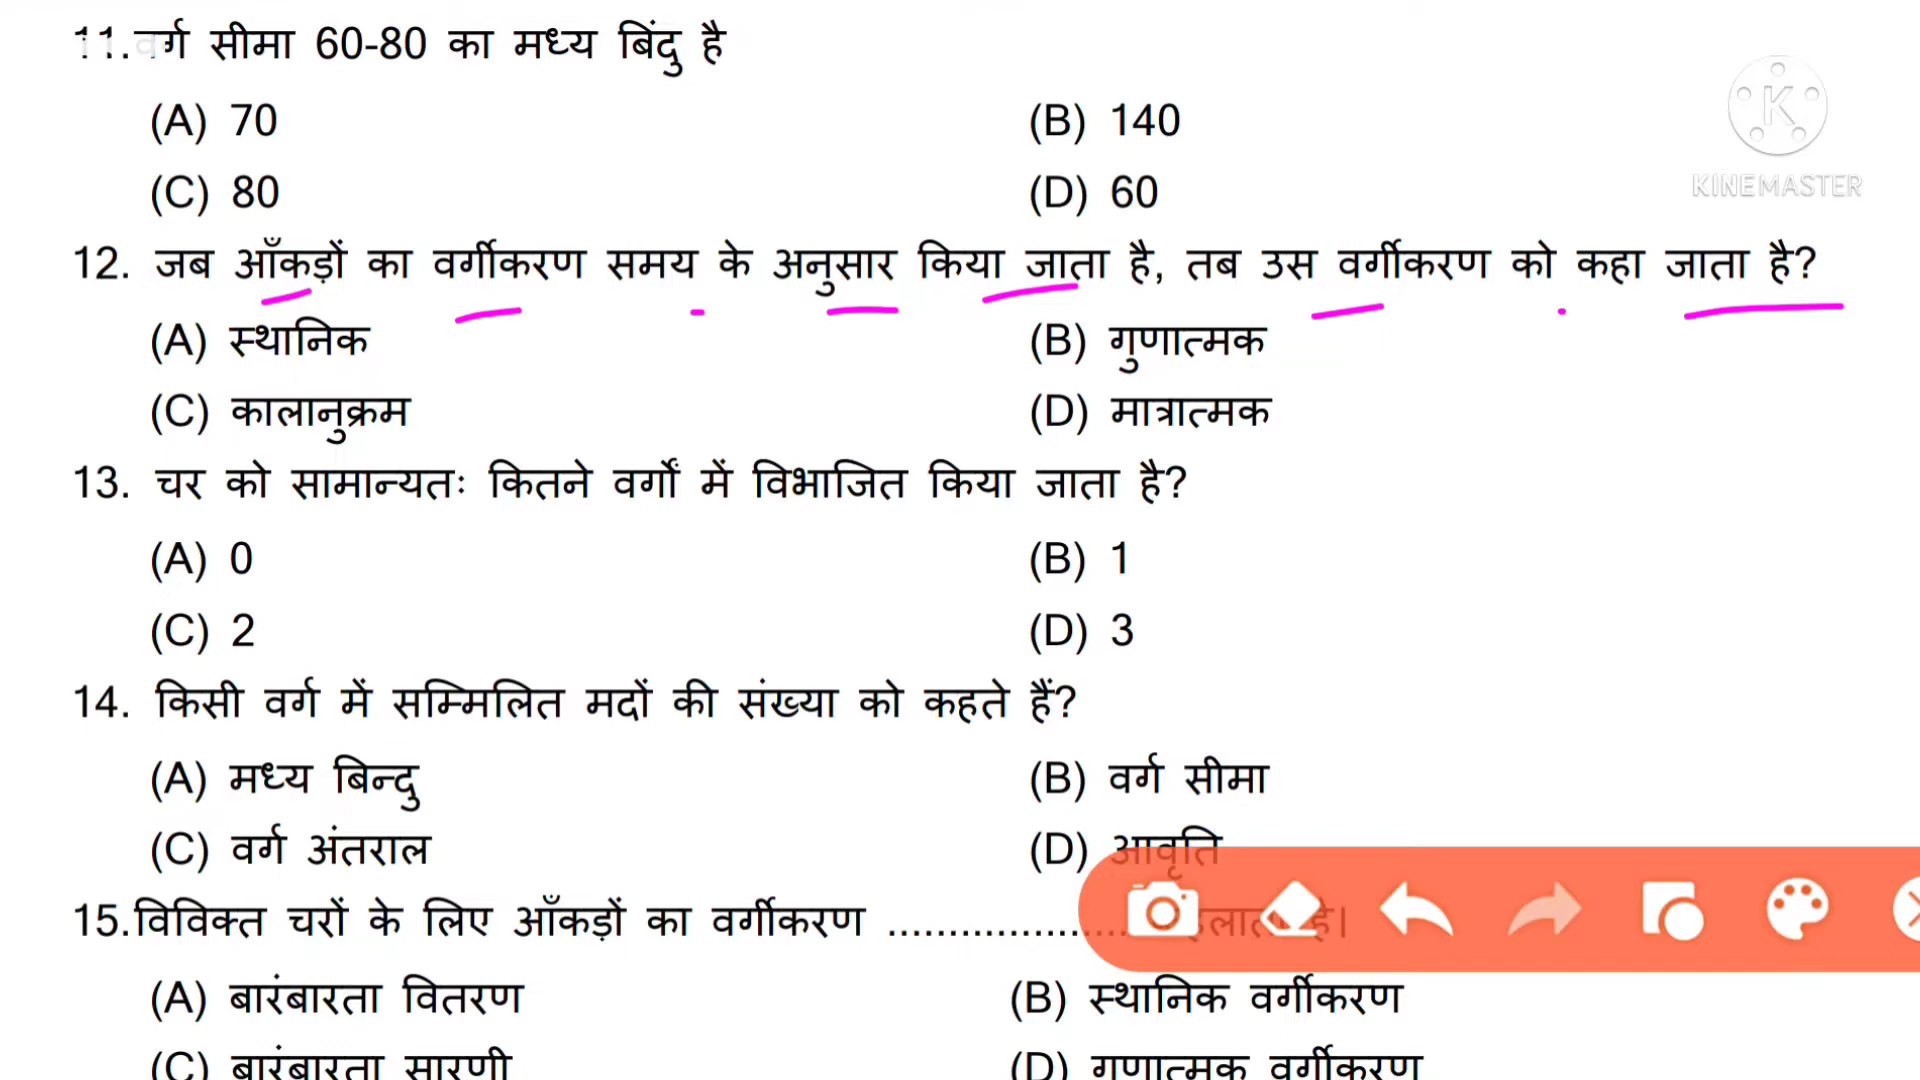 11.वर्ग सीमा 60-80 का मध्य बिंदु है
(A) 70 (B) 140
(C) 80 (D) 60
KINEMASTER
12. जब आँकड़ों का वर्गीकरण समय के अनुसार किया जाता है, तब उस वर्गीकरण को कहा जाता है?
(A) स्थानिक (B) गुणात्मक
(C) कालानुक्रम (D) मात्रात्मक
13. चर को सामान्यतः कितने वर्गों में विभाजित किया जाता है?
(A) 0 (B) 1
(C) 2 (D) 3
14. किसी वर्ग में सम्मिलित मदों की संख्या को कहते हैं?
(A) मध्य बिन्दु (B) वर्ग सीमा
(C) वर्ग अंतराल (D) आवृति
15.विविक्त चरों के लिए आँकड़ों का वर्गीकरण .................... है।
(A) बारंबारता वितरण (B) स्थानिक वर्गीकरण
(C) बारंबारता सारणी (D) गुणात्मक वर्गीकरण